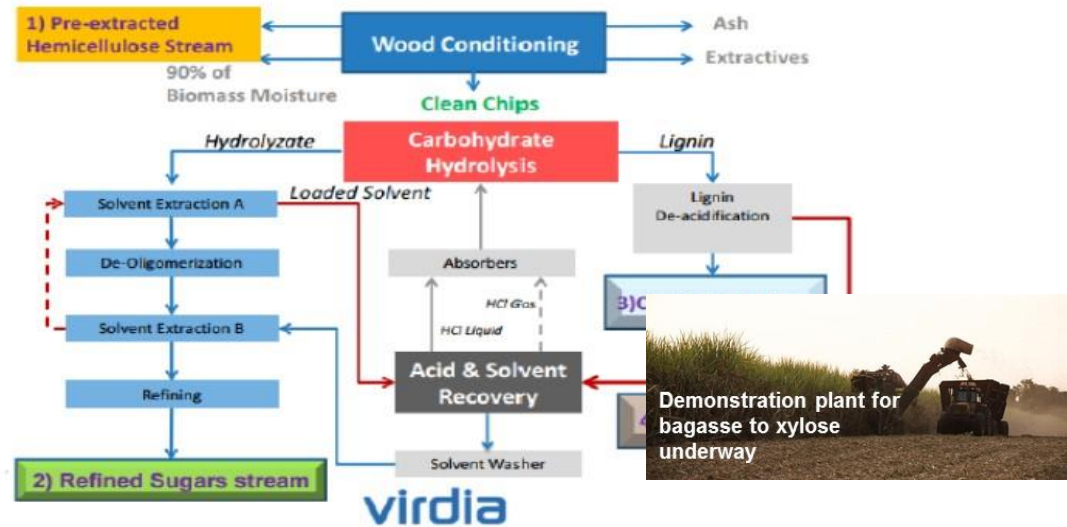 1) Pre-extracted
Hemicellulose Stream
Wood Conditioning
Ash
Extractives
90% of
Biomass Moisture
Clean Chips
Hydrolyzate
Carbohydrate
Hydrolysis
Lignin
Loaded Solvent
Solvent Extraction A
Lignin
De-acidification
De-Oligomerization
Absorbers
HCl Gas
HCl Liquid
3)
Solvent Extraction B
Acid & Solvent
Recovery
Demonstration plant for
bagasse to xylose
underway
Refining
Solvent Washer
2) Refined Sugars stream
virdia